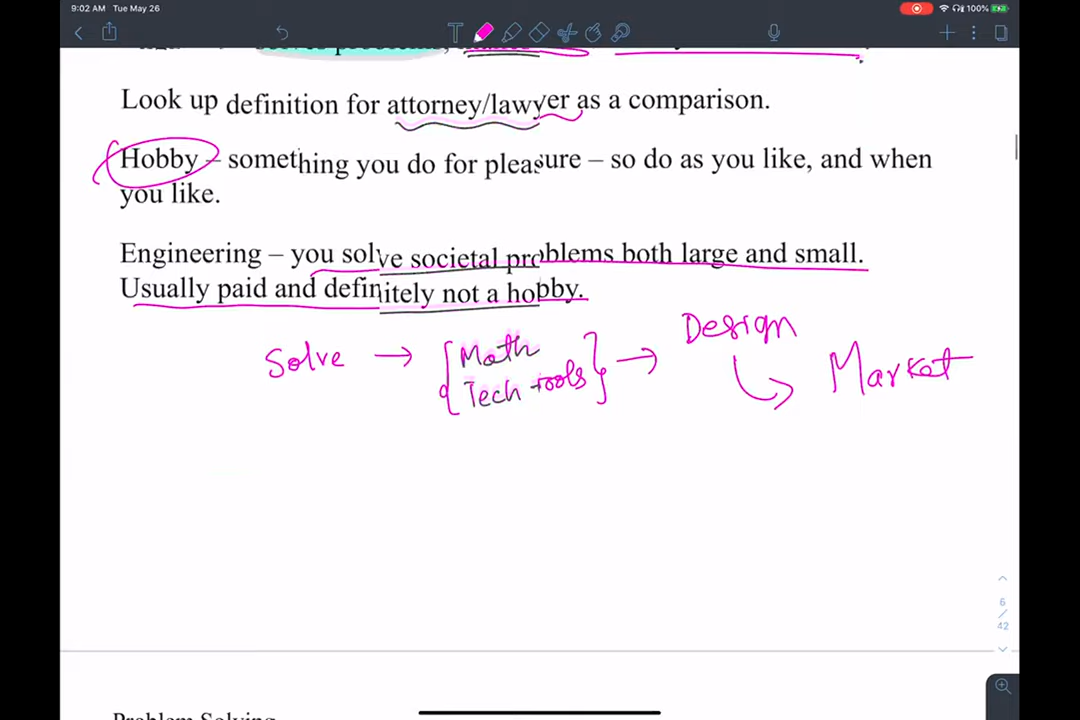 9:02 AM Tue May 26
100%
Look up definition for attorney/lawyer as a comparison.
Hobby – something you do for pleasure – so do as you like, and when
you like.
Engineering – you solve societal problems both large and small.
Usually paid and definitely not a hobby.
Solve → { Math
Tech tools } → Design
Market
6
/
42
Problem Solving